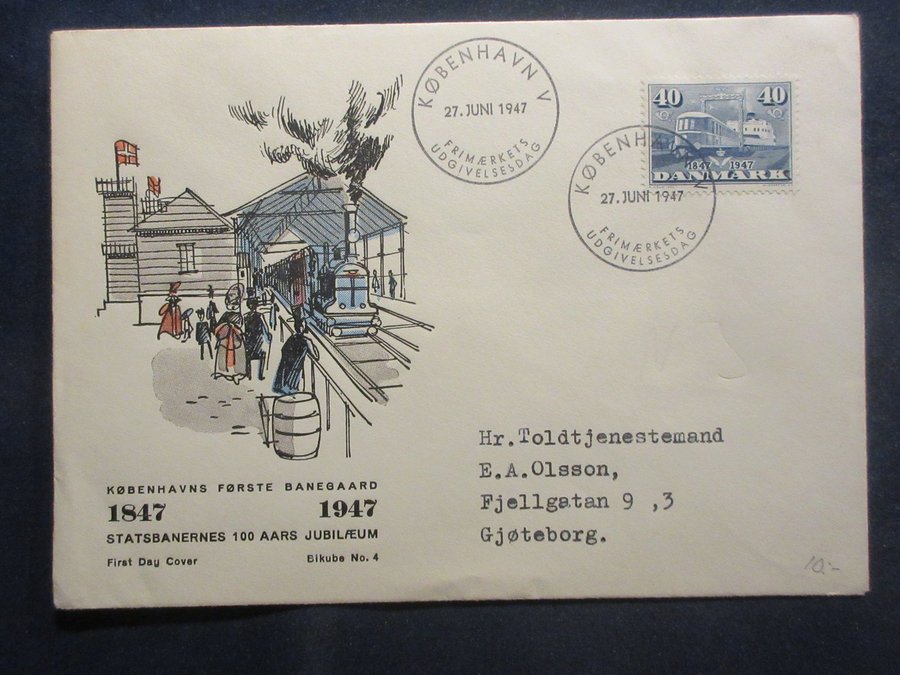 KØBENHAVN V
27. JUNI 1947
FRIMÆRKETS
UDGIVELSESDAG
40 40
1847 1947
DANMARK
KØBENHAVN V
27. JUNI 1947
FRIMÆRKETS
UDGIVELSESDAG
Hr.Toldtjenestemand
E.A.Olsson,
Fjellgatan 9 ,3
Gjøteborg.
KØBENHAVNS FØRSTE BANEGAARD
1847 1947
STATSBANERNES 100 AARS JUBILÆUM
First Day Cover Bikube No. 4
10.-